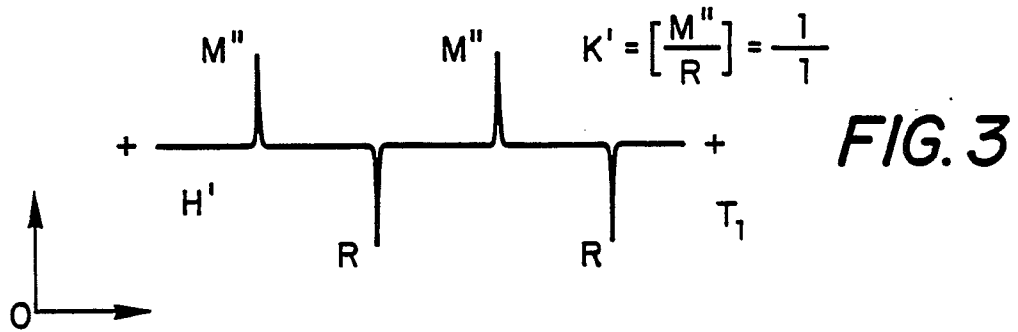 M" M" K' = [M"/R] = 1/1
+ + FIG. 3
H' T₁
R R
O